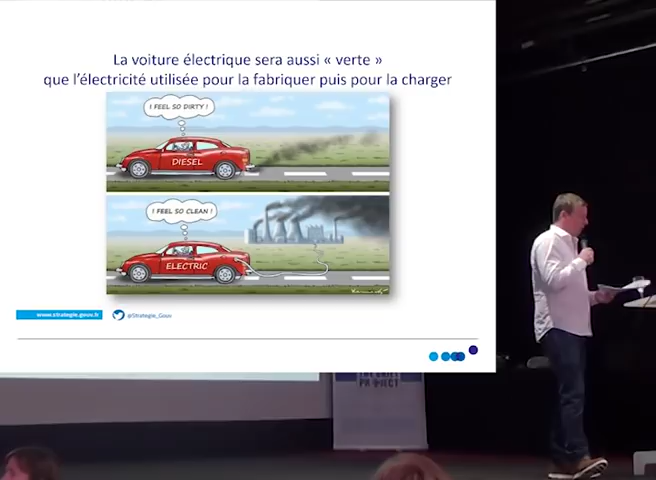 La voiture électrique sera aussi « verte »
que l'électricité utilisée pour la fabriquer puis pour la charger
I FEEL SO DIRTY !
DIESEL
I FEEL SO CLEAN !
ELECTRIC
www.strategie.gouv.fr
@Strategie_Gouv
PROJECT